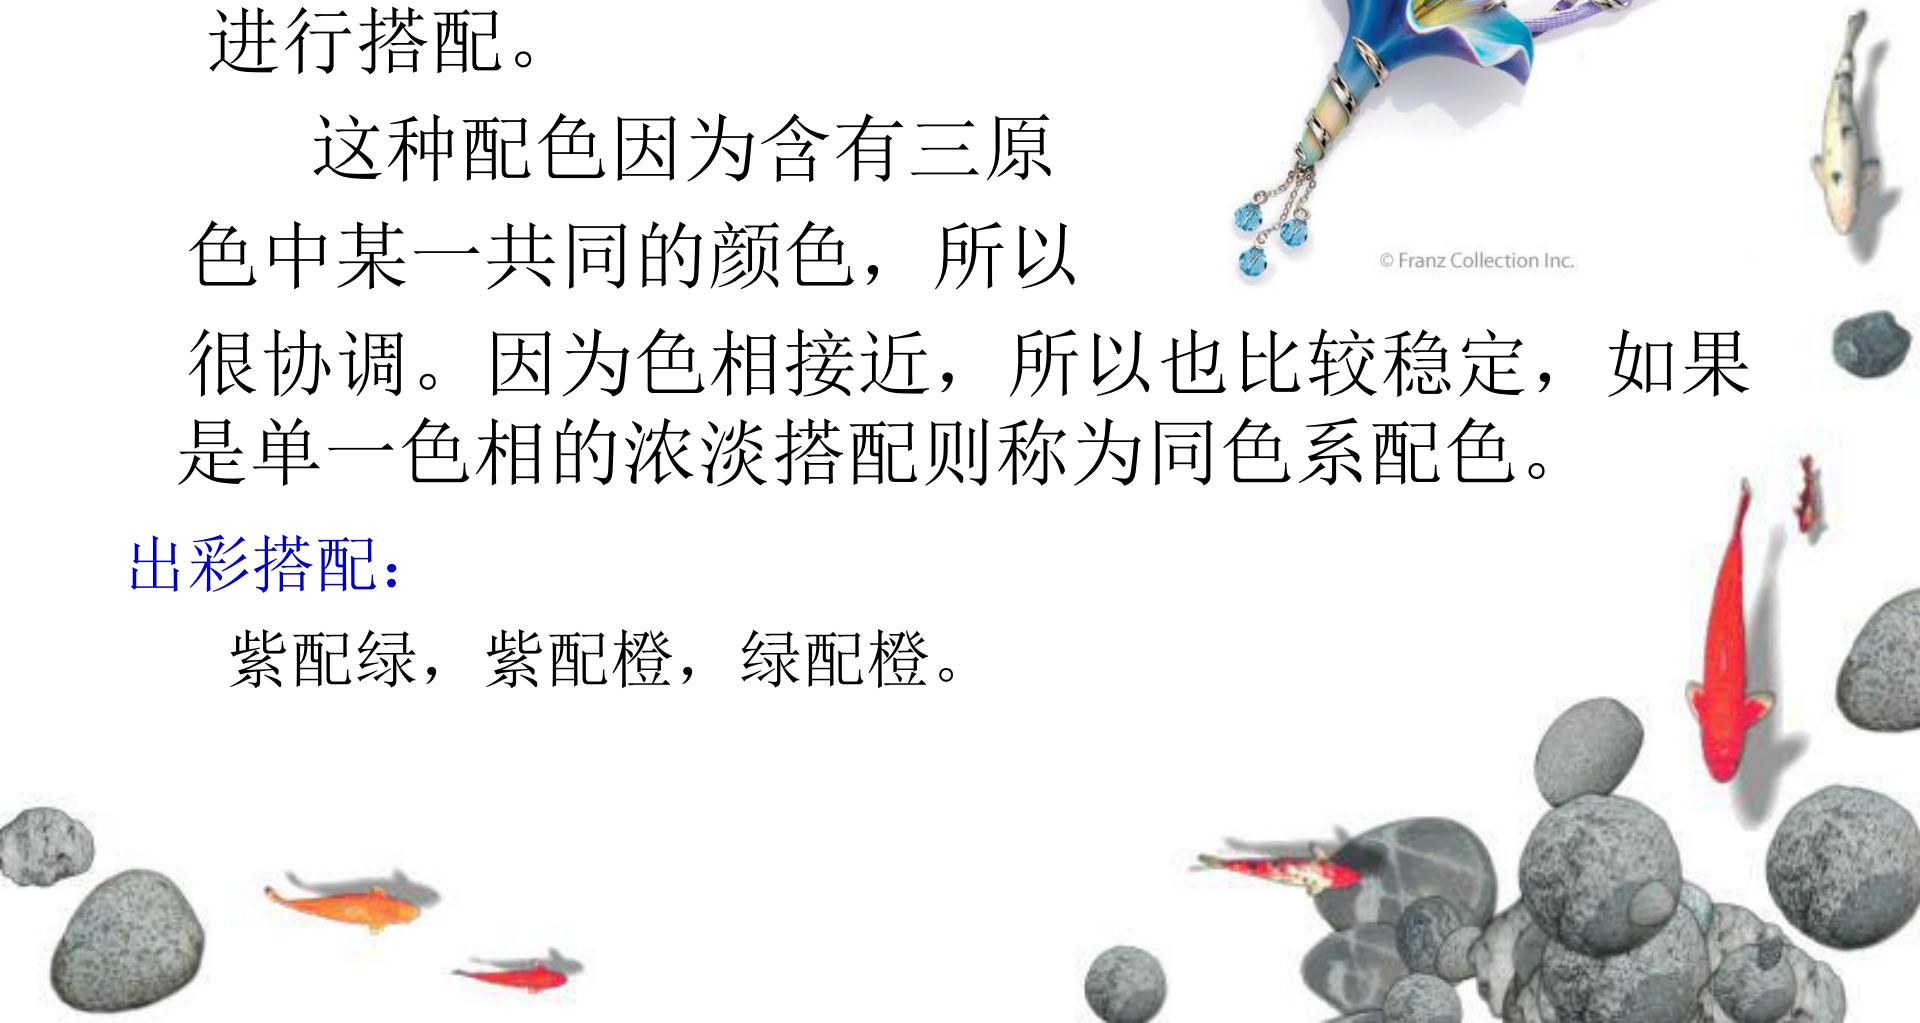 进行搭配。
这种配色因为含有三原
色中某一共同的颜色，所以
© Franz Collection Inc.
很协调。因为色相接近，所以也比较稳定，如果
是单一色相的浓淡搭配则称为同色系配色。
出彩搭配：
紫配绿，紫配橙，绿配橙。